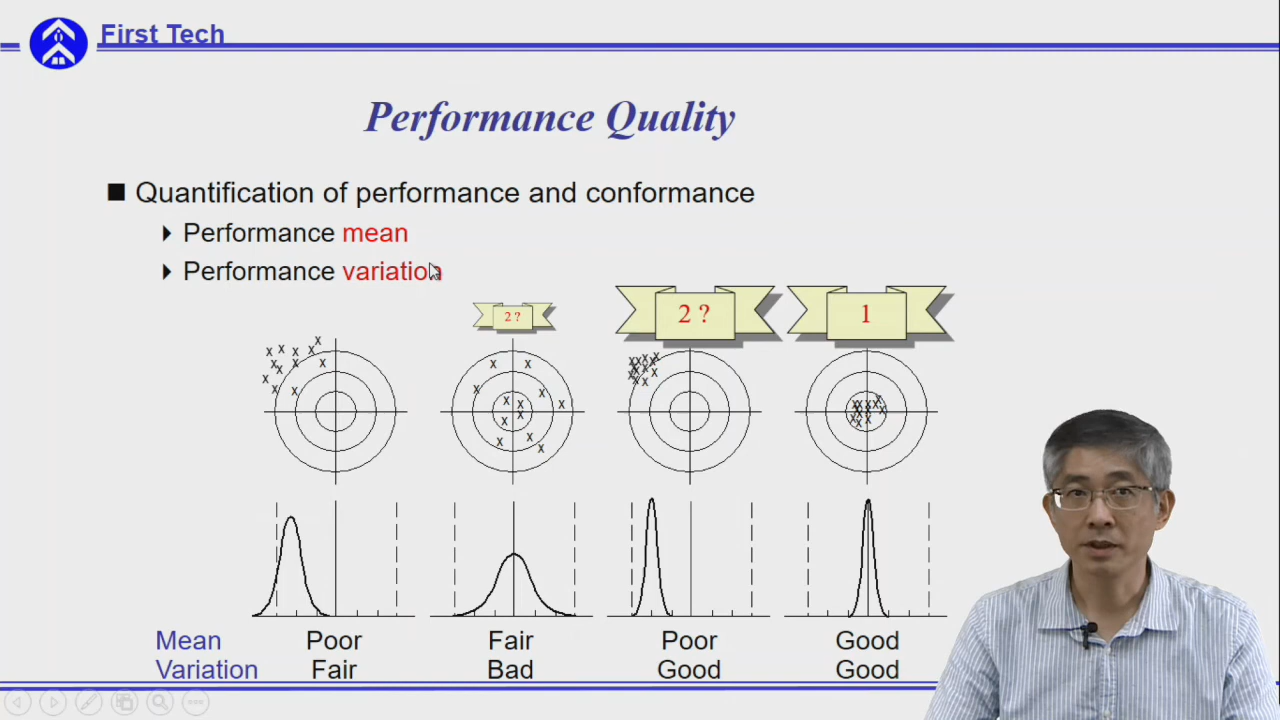 First Tech
Performance Quality
Quantification of performance and conformance
Performance mean
Performance variation
2 ?
2 ?
1
Mean Poor Fair Poor Good
Variation Fair Bad Good Good